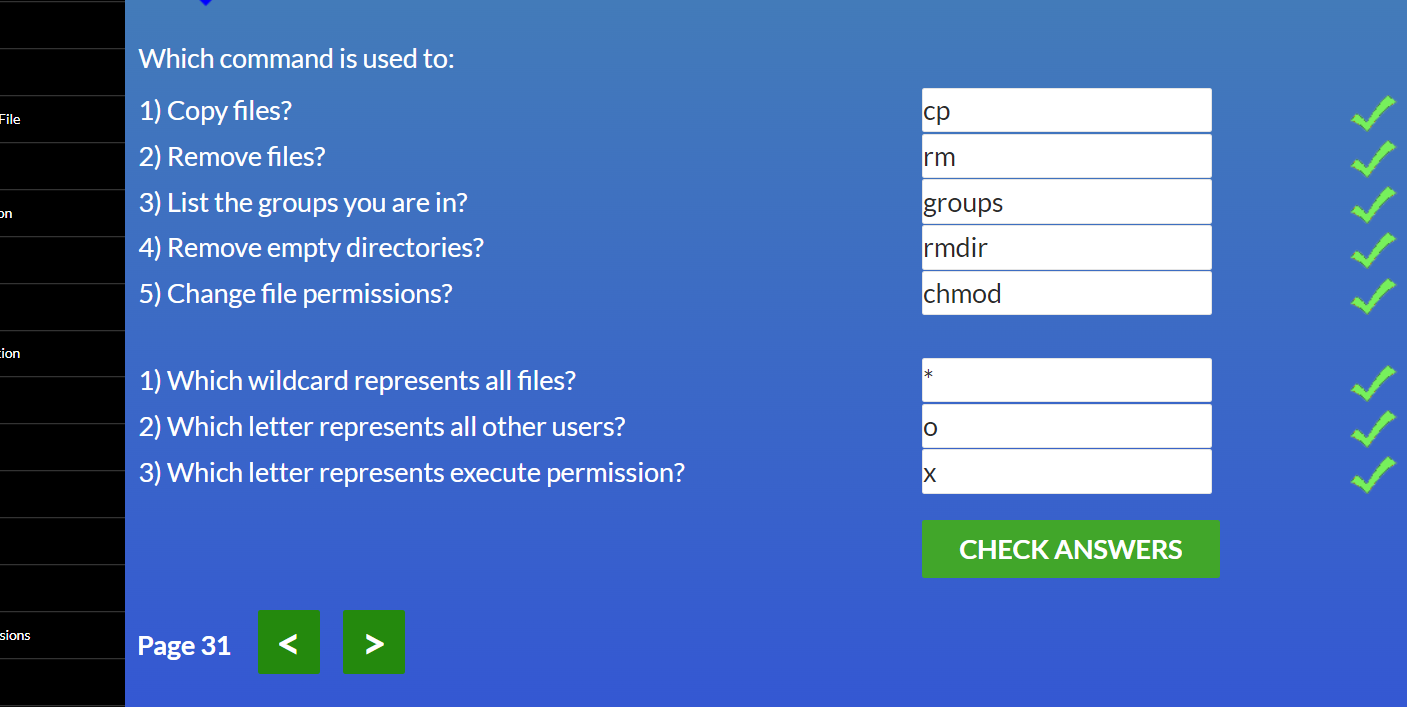 Which command is used to:
1) Copy files? cp
File
2) Remove files? rm
3) List the groups you are in? groups
on
4) Remove empty directories? rmdir
5) Change file permissions? chmod
tion
1) Which wildcard represents all files? *
2) Which letter represents all other users? o
3) Which letter represents execute permission? x
CHECK ANSWERS
sions
Page 31 < >